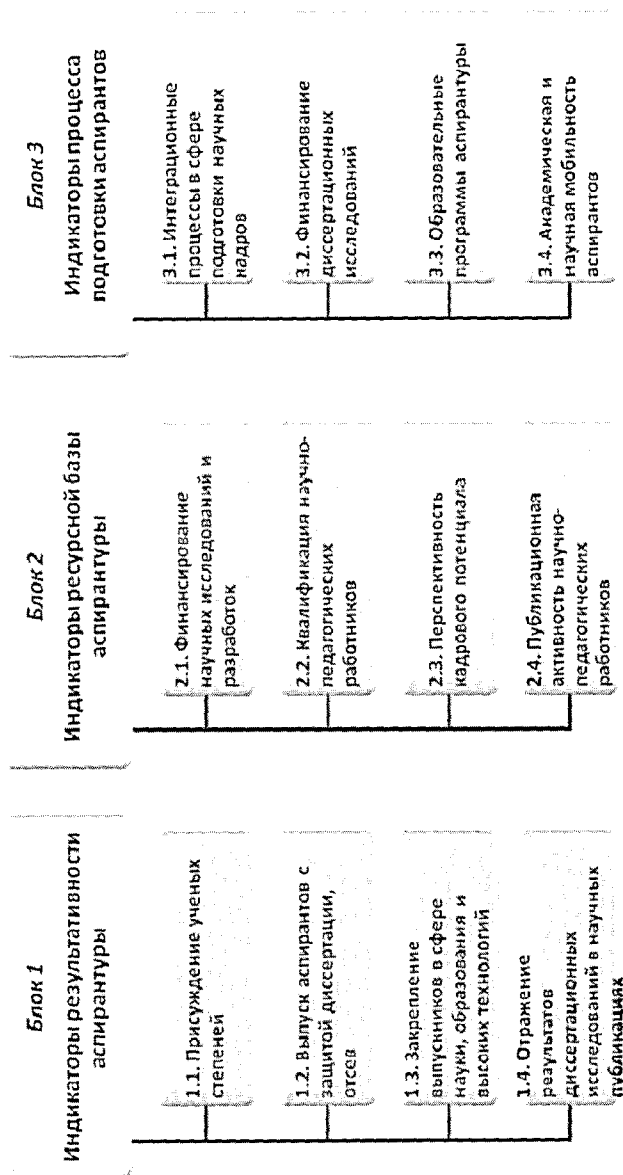 Блок 1
Индикаторы результативности
аспирантуры
1.1. Присуждение ученых
степеней
1.2. Выпуск аспирантов с
защитой диссертации,
отсев
1.3. Закрепление
выпускников в сфере
науки, образования и
высоких технологий
1.4. Отражение
результатов
диссертационных
исследований в научных
публикациях
Блок 2
Индикаторы ресурсной базы
аспирантуры
2.1. Финансирование
научных исследований и
разработок
2.2. Квалификация научно-
педагогических
работников
2.3. Перспективность
кадрового потенциала
2.4. Публикационная
активность научно-
педагогических
работников
Блок 3
Индикаторы процесса
подготовки аспирантов
3.1. Интеграционные
процессы в сфере
подготовки научных
кадров
3.2. Финансирование
диссертационных
исследований
3.3. Образовательные
программы аспирантуры
3.4. Академическая и
научная мобильность
аспирантов